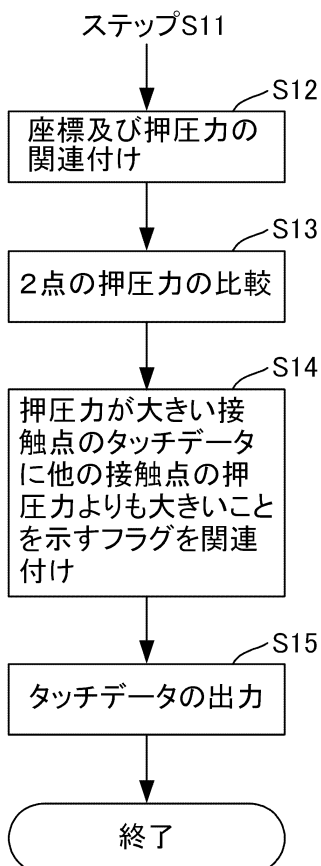 ステップS11
S12
座標及び押圧力の
関連付け
S13
２点の押圧力の比較
S14
押圧力が大きい接
触点のタッチデータ
に他の接触点の押
圧力よりも大きいこと
を示すフラグを関連
付け
S15
タッチデータの出力
終了